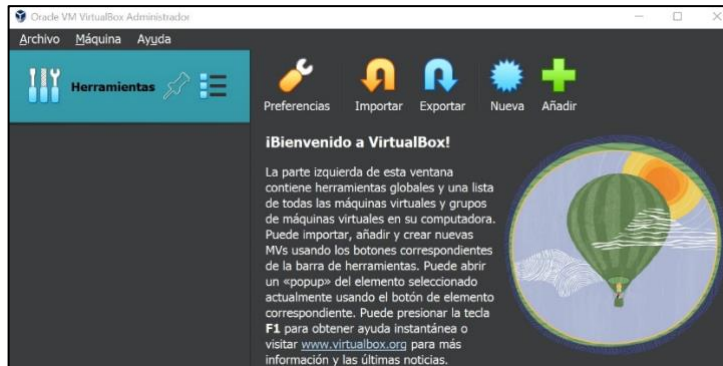 Oracle VM VirtualBox Administrador
Archivo Máquina Ayuda
Herramientas
Preferencias Importar Exportar Nueva Añadir
¡Bienvenido a VirtualBox!
La parte izquierda de esta ventana
contiene herramientas globales y una lista
de todas las máquinas virtuales y grupos
de máquinas virtuales en su computadora.
Puede importar, añadir y crear nuevas
MVs usando los botones correspondientes
de la barra de herramientas. Puede abrir
un «popup» del elemento seleccionado
actualmente usando el botón de elemento
correspondiente. Puede presionar la tecla
F1 para obtener ayuda instantánea o
visitar www.virtualbox.org para más
información y las últimas noticias.